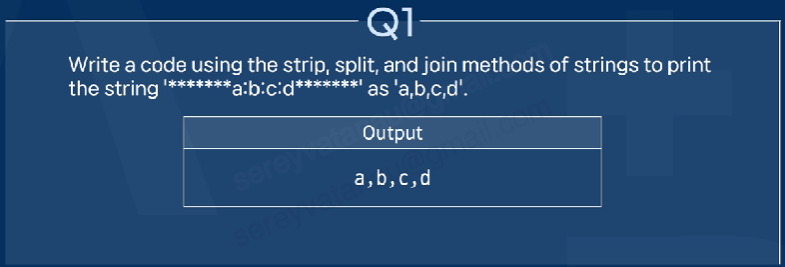 Q1
Write a code using the strip, split, and join methods of strings to print
the string '*******a:b:c:d*******' as 'a,b,c,d'.
Output
a,b,c,d